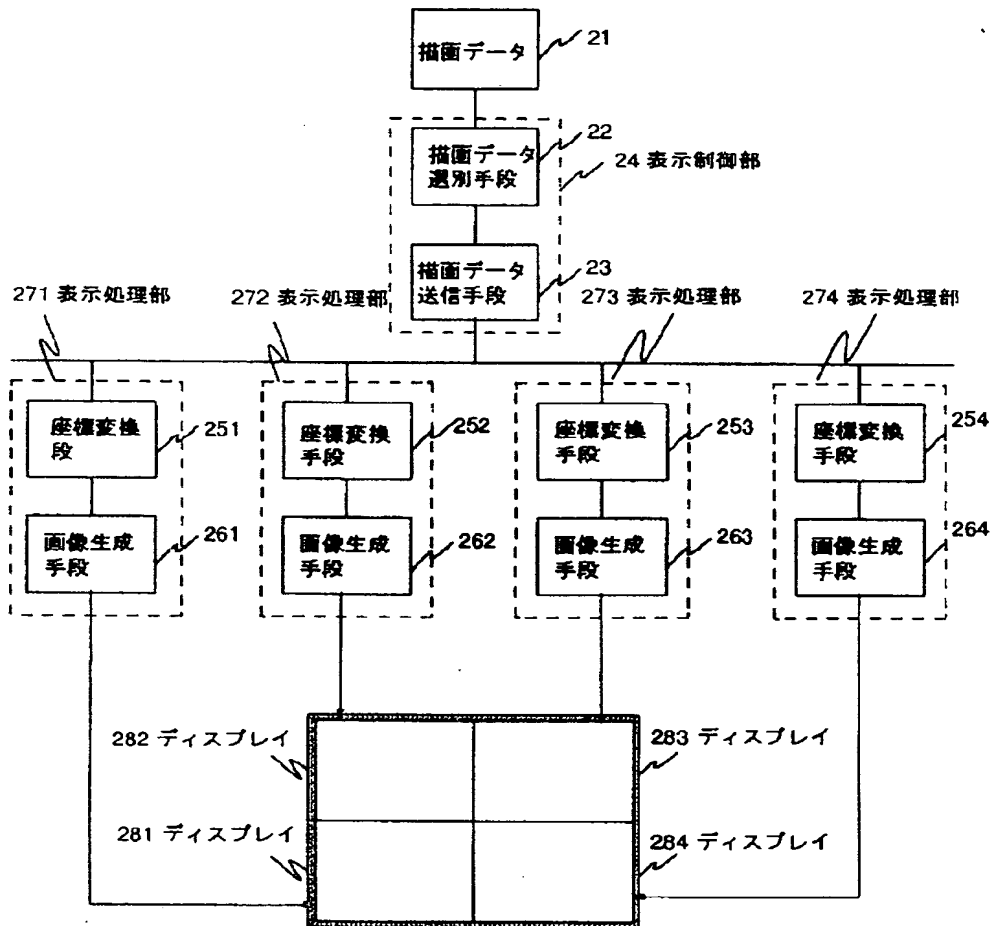 描画データ
21
描画データ
選別手段
22
24 表示制御部
描画データ
送信手段
23
271 表示処理部
272 表示処理部
273 表示処理部
274 表示処理部
座標変換
段
251
座標変換
手段
252
座標変換
手段
253
座標変換
手段
254
画像生成
手段
261
画像生成
手段
262
画像生成
手段
263
画像生成
手段
264
282 ディスプレイ
283 ディスプレイ
281 ディスプレイ
284 ディスプレイ